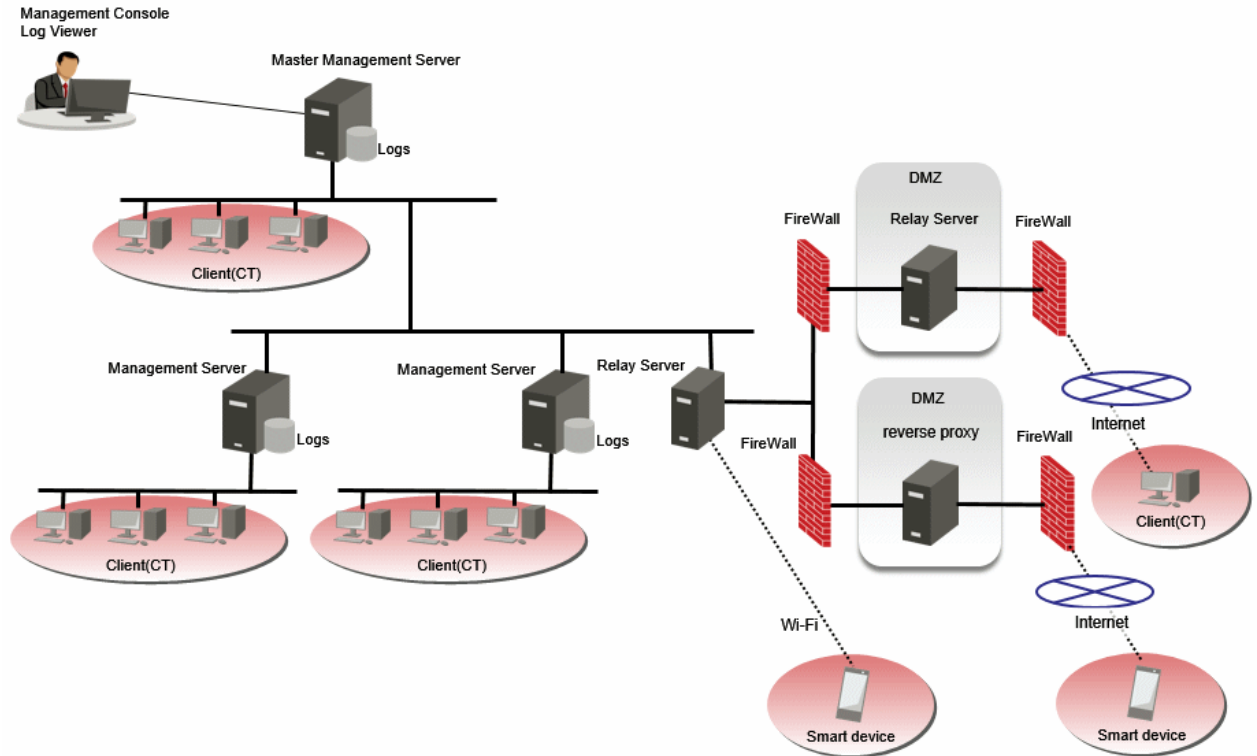 Management Console
Log Viewer
Master Management Server
Logs
Client(CT)
DMZ
FireWall
Relay Server
FireWall
Management Server
Management Server
Relay Server
Logs
Logs
Client(CT)
Client(CT)
DMZ
reverse proxy
FireWall
FireWall
Internet
Client(CT)
Internet
Wi-Fi
Smart device
Smart device